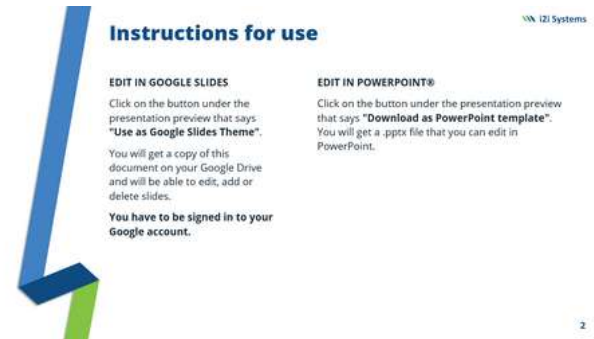 Instructions for use
i2i Systems
EDIT IN GOOGLE SLIDES
Click on the button under the
presentation preview that says
"Use as Google Slides Theme".
You will get a copy of this
document on your Google Drive
and will be able to edit, add or
delete slides.
You have to be signed in to your
Google account.
EDIT IN POWERPOINT®
Click on the button under the presentation preview
that says "Download as PowerPoint template".
You will get a .pptx file that you can edit in
PowerPoint.
2